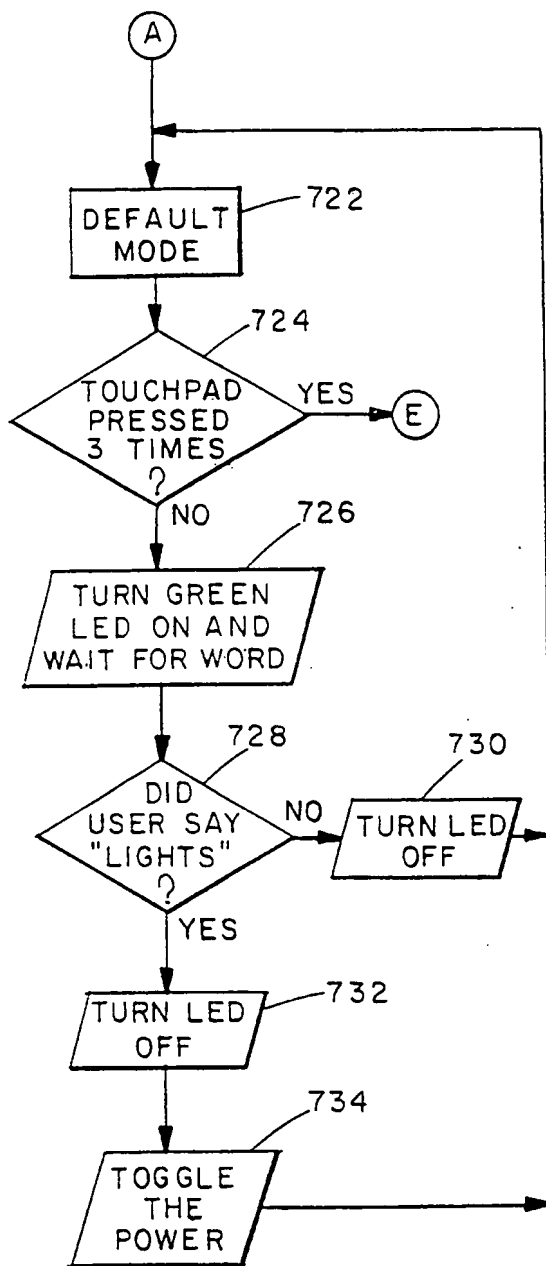 A
DEFAULT
MODE
722
TOUCHPAD
PRESSED
3 TIMES
?
724
YES
E
NO
TURN GREEN
LED ON AND
WAIT FOR WORD
726
DID
USER SAY
"LIGHTS"
?
728
NO
TURN LED
OFF
730
YES
TURN LED
OFF
732
TOGGLE
THE
POWER
734